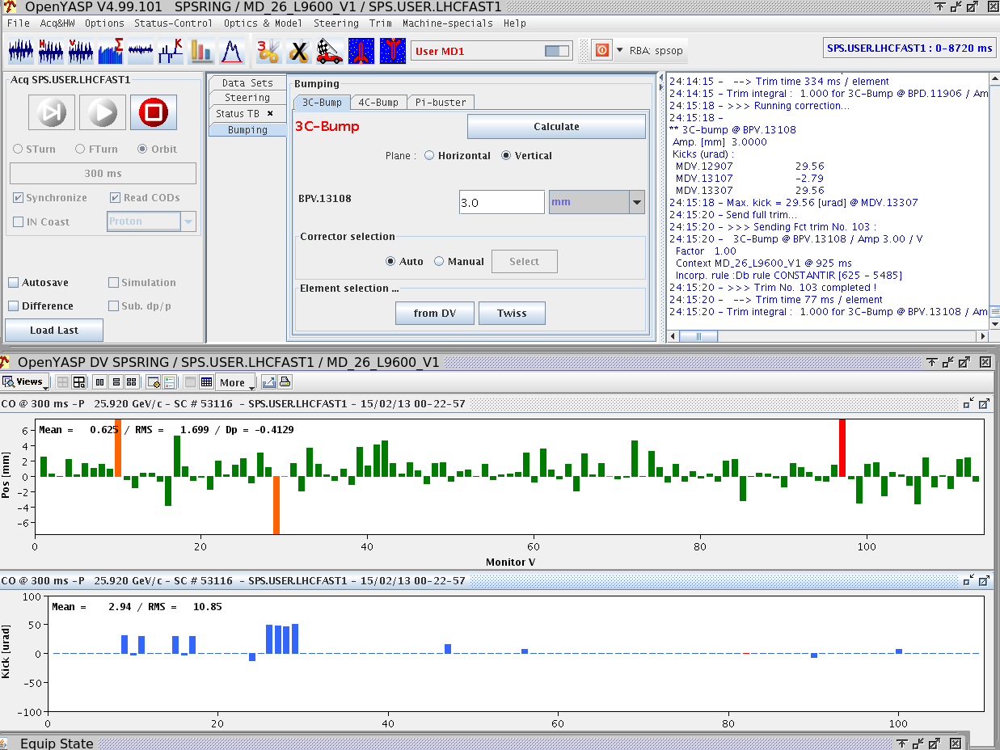 OpenYASP V4.99.101 SPSRING / MD_26_L9600_V1 / SPS.USER.LHCFAST1
File Acq&HW Options Status-Control Optics & Model Steering Trim Machine-specials Help
H V Σ K 3 X
User MD1
RBA: spsop
SPS.USER.LHCFAST1 : 0-8720 ms
Acq SPS.USER.LHCFAST1
STurn FTurn Orbit
300 ms
Synchronize Read CODs
IN Coast Proton
Autosave Simulation
Difference Sub. dp/p
Load Last
Data Sets
Steering
Status TB ×
Bumping
Bumping
3C-Bump 4C-Bump Pi-buster
3C-Bump
Calculate
Plane : Horizontal Vertical
BPV.13108 3.0 mm
Corrector selection
Auto Manual Select
Element selection ...
from DV Twiss
24:14:15 - --> Trim time 334 ms / element
24:14:15 - Trim integral : 1.000 for 3C-Bump @ BPD.11906 / Am
24:15:18 - >>> Running correction...
24:15:18 -
** 3C-bump @ BPV.13108
Amp. [mm] 3.0000
Kicks (urad) :
MDV.12907 29.56
MDV.13107 -2.79
MDV.13307 29.56
24:15:18 - Max. kick = 29.56 [urad] @ MDV.13307
24:15:20 - Send full trim...
24:15:20 - >>> Sending Fct trim No. 103 :
24:15:20 - 3C-Bump @ BPV.13108 / Amp 3.00 / V
Factor 1.00
Context MD_26_L9600_V1 @ 925 ms
Incorp. rule :Db rule CONSTANTIR [625 - 5485]
24:15:20 - >>> Trim No. 103 completed !
24:15:20 - --> Trim time 77 ms / element
24:15:20 - Trim integral : 1.000 for 3C-Bump @ BPV.13108 / Am
OpenYASP DV SPSRING / SPS.USER.LHCFAST1 / MD_26_L9600_V1
Views More
CO @ 300 ms -P 25.920 GeV/c - SC # 53116 - SPS.USER.LHCFAST1 - 15/02/13 00-22-57
Mean = 0.625 / RMS = 1.699 / Dp = -0.4129
Pos [mm]
6
4
2
0
-2
-4
-6
0 20 40 60 80 100
Monitor V
CO @ 300 ms -P 25.920 GeV/c - SC # 53116 - SPS.USER.LHCFAST1 - 15/02/13 00-22-57
Mean = 2.94 / RMS = 10.85
Kick [urad]
100
50
0
-50
-100
0 20 40 60 80 100
Equip State